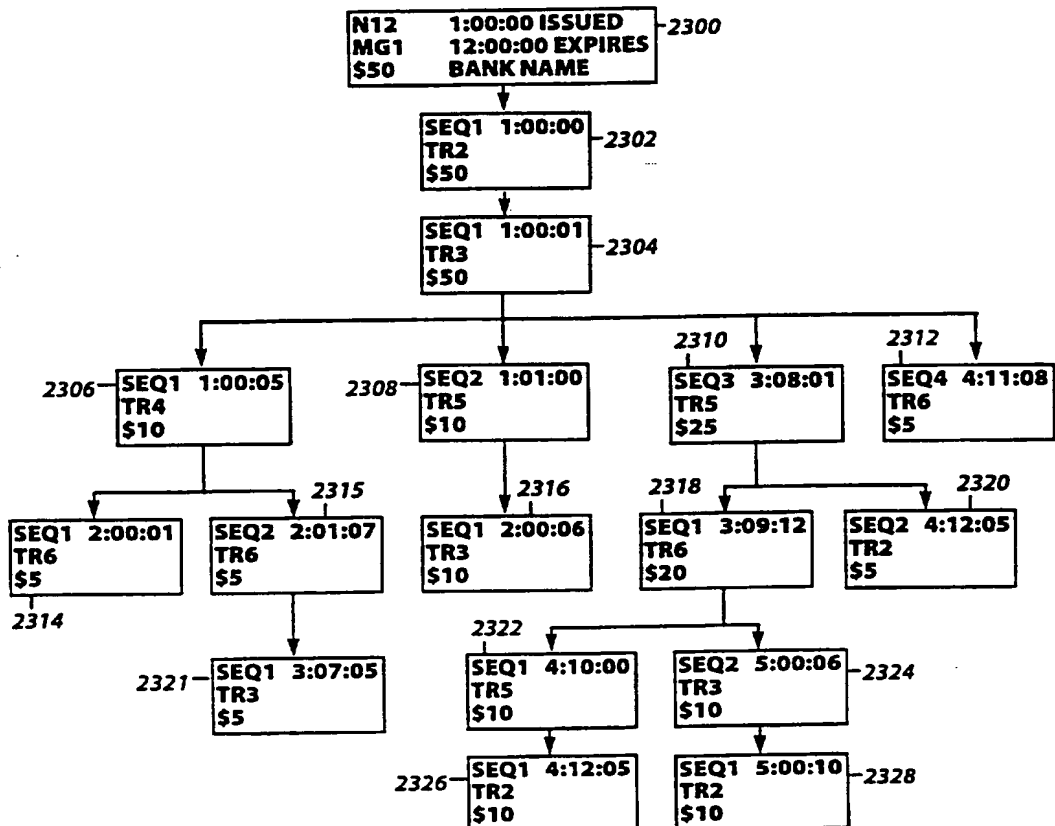 N12 1:00:00 ISSUED
MG1 12:00:00 EXPIRES
$50 BANK NAME
2300
SEQ1 1:00:00
TR2
$50
2302
SEQ1 1:00:01
TR3
$50
2304
2306
SEQ1 1:00:05
TR4
$10
2308
SEQ2 1:01:00
TR5
$10
2310
SEQ3 3:08:01
TR5
$25
2312
SEQ4 4:11:08
TR6
$5
SEQ1 2:00:01
TR6
$5
2314
2315
SEQ2 2:01:07
TR6
$5
2316
SEQ1 2:00:06
TR3
$10
2318
SEQ1 3:09:12
TR6
$20
2320
SEQ2 4:12:05
TR2
$5
2321
SEQ1 3:07:05
TR3
$5
2322
SEQ1 4:10:00
TR5
$10
SEQ2 5:00:06
TR3
$10
2324
2326
SEQ1 4:12:05
TR2
$10
SEQ1 5:00:10
TR2
$10
2328